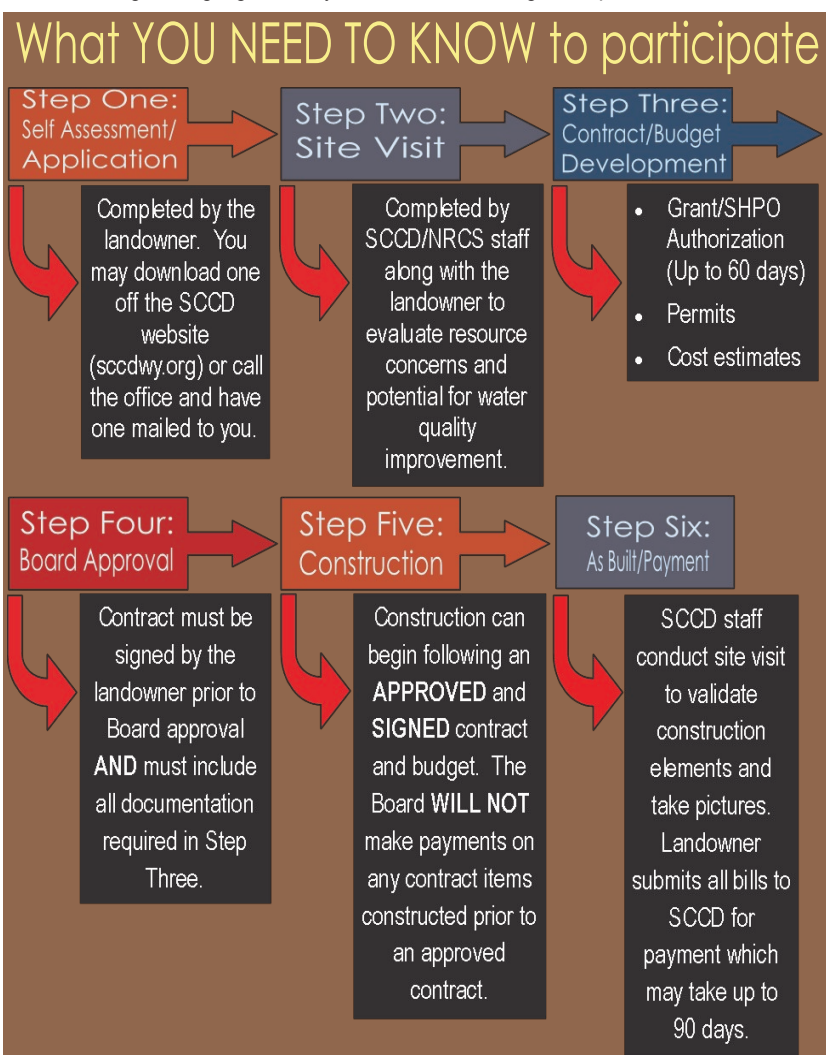 What YOU NEED TO KNOW to participate
Step One:
Self Assessment/
Application
Completed by the
landowner. You
may download one
off the SCCD
website
(sccdwy.org) or call
the office and have
one mailed to you.
Step Two:
Site Visit
Completed by
SCCD/NRCS staff
along with the
landowner to
evaluate resource
concerns and
potential for water
quality
improvement.
Step Three:
Contract/Budget
Development
• Grant/SHPO
Authorization
(Up to 60 days)
• Permits
• Cost estimates
Step Four:
Board Approval
Contract must be
signed by the
landowner prior to
Board approval
AND must include
all documentation
required in Step
Three.
Step Five:
Construction
Construction can
begin following an
APPROVED and
SIGNED contract
and budget. The
Board WILL NOT
make payments on
any contract items
constructed prior to
an approved
contract.
Step Six:
As Built/Payment
SCCD staff
conduct site visit
to validate
construction
elements and
take pictures.
Landowner
submits all bills to
SCCD for
payment which
may take up to
90 days.